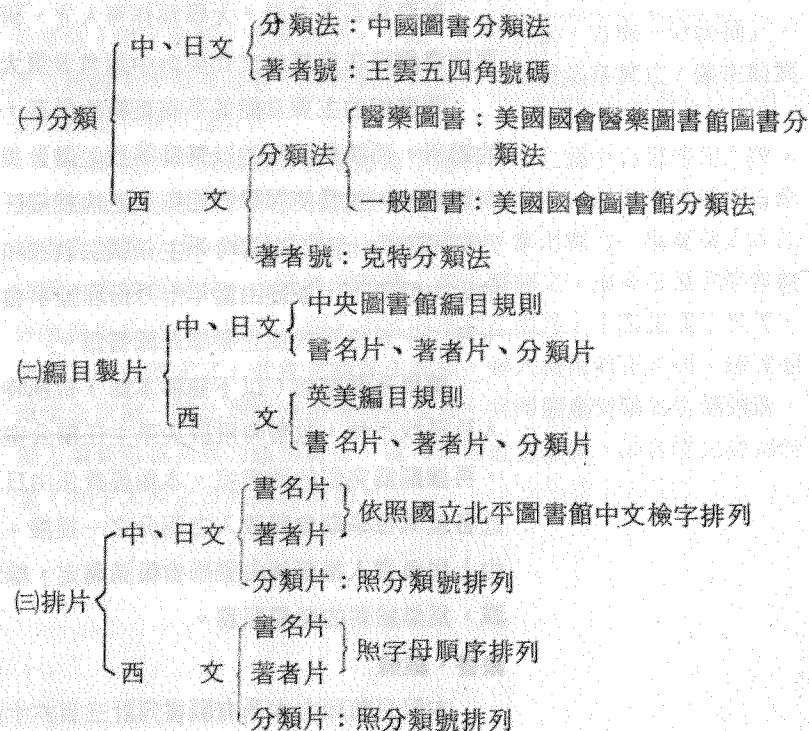 分類法：中國圖書分類法
中、日文
著者號：王雲五四角號碼
㈠分類
醫藥圖書：美國國會醫藥圖書館圖書分
分類法
類法
西　　文
一般圖書：美國國會圖書館分類法
著者號：克特分類法
中央圖書館編目規則
中、日文
書名片、著者片、分類片
㈡編目製片
英美編目規則
西　　文
書名片、著者片、分類片
書名片
依照國立北平圖書館中文檢字排列
中、日文
著者片
分類片：照分類號排列
㈢排片
書名片
照字母順序排列
西　　文
著者片
分類片：照分類號排列